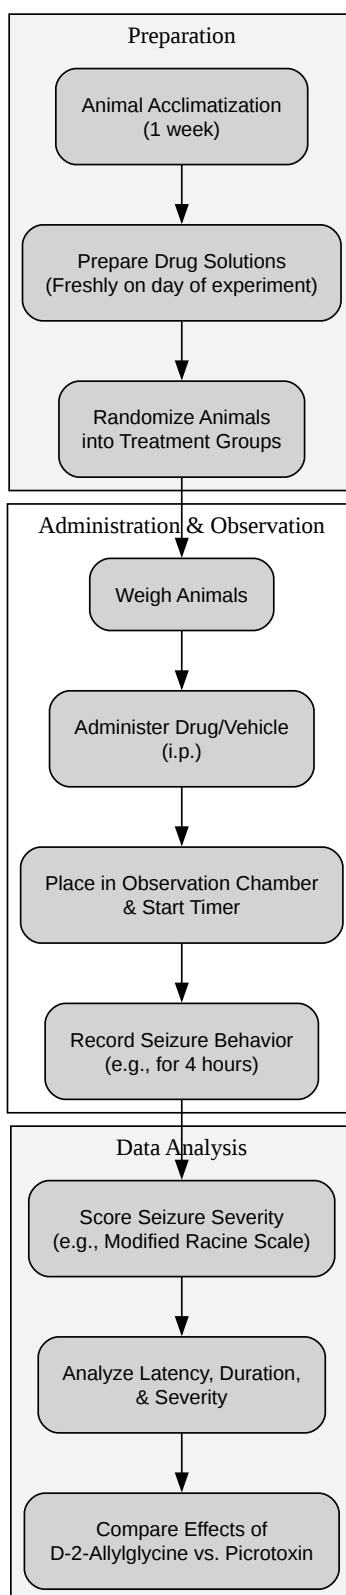 Preparation
Animal Acclimatization
(1 week)
Prepare Drug Solutions
(Freshly on day of experiment)
Randomize Animals
into Treatment Groups
Administration & Observation
Weigh Animals
Administer Drug/Vehicle
(i.p.)
Place in Observation Chamber
& Start Timer
Record Seizure Behavior
(e.g., for 4 hours)
Data Analysis
Score Seizure Severity
(e.g., Modified Racine Scale)
Analyze Latency, Duration,
& Severity
Compare Effects of
D-2-Allylglycine vs. Picrotoxin